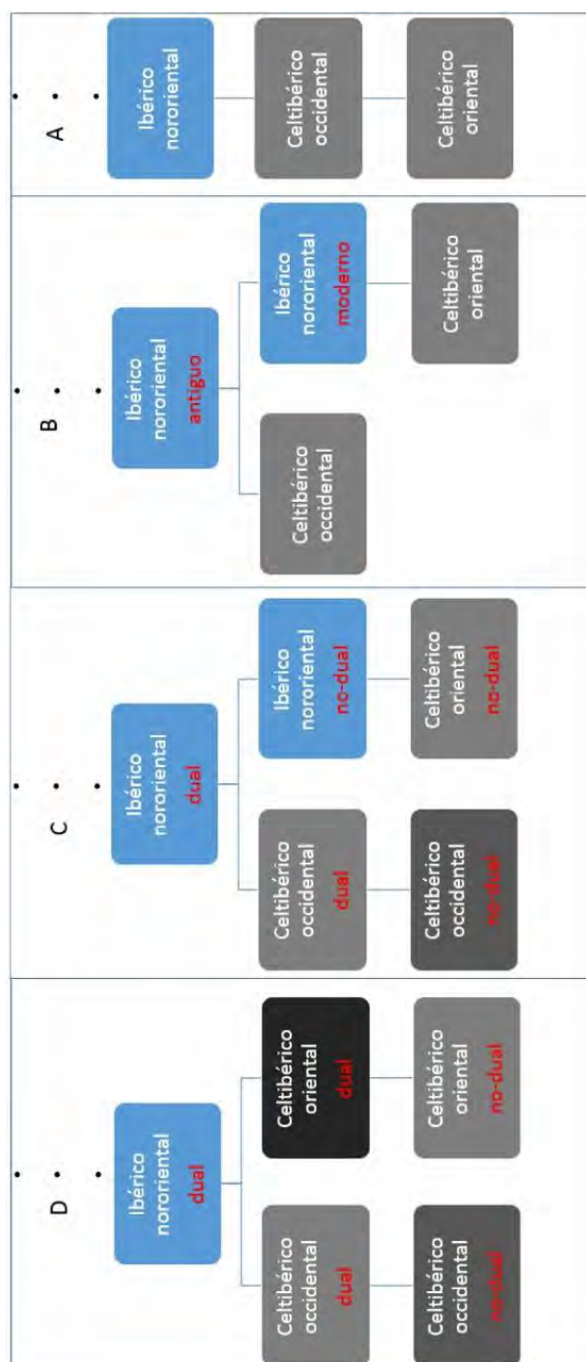 D
Ibérico
nororiental
dual
Celtibérico
occidental
dual
Celtibérico
oriental
dual
Celtibérico
occidental
no-dual
Celtibérico
oriental
no-dual
C
Ibérico
nororiental
dual
Celtibérico
occidental
dual
Ibérico
nororiental
no-dual
Celtibérico
occidental
no-dual
Celtibérico
oriental
no-dual
B
Ibérico
nororiental
antiguo
Celtibérico
occidental
Ibérico
nororiental
moderno
Celtibérico
oriental
A
Ibérico
nororiental
Celtibérico
occidental
Celtibérico
oriental